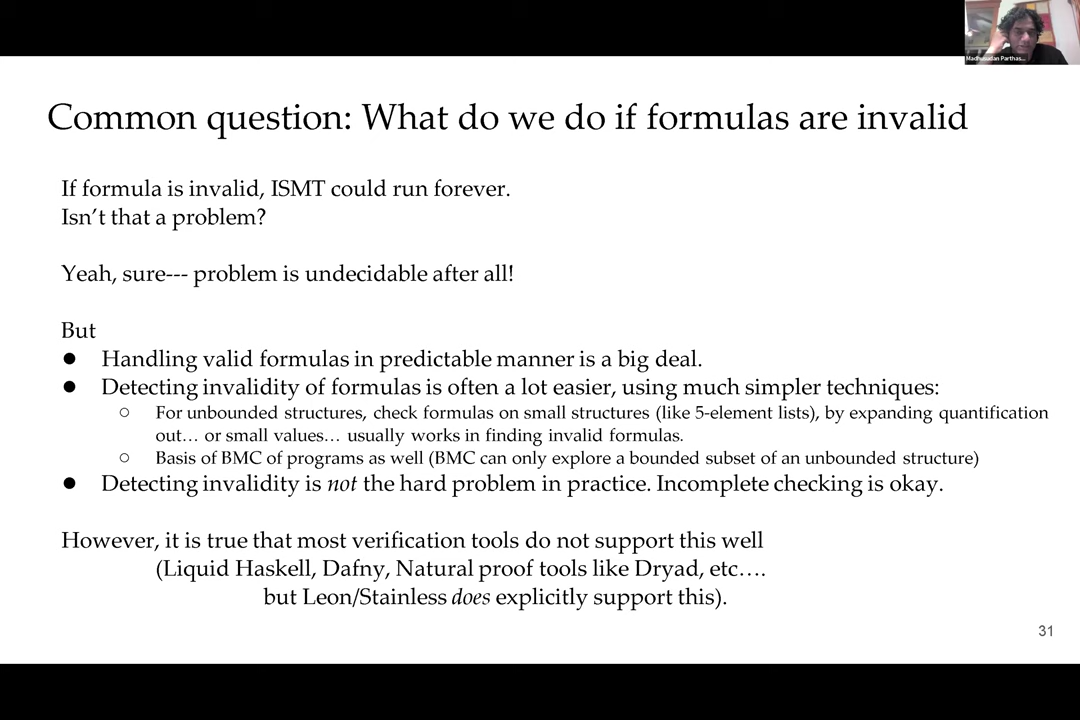 Madhusudan Parthas...
Common question: What do we do if formulas are invalid
If formula is invalid, ISMT could run forever.
Isn't that a problem?
Yeah, sure--- problem is undecidable after all!
But
● Handling valid formulas in predictable manner is a big deal.
● Detecting invalidity of formulas is often a lot easier, using much simpler techniques:
○ For unbounded structures, check formulas on small structures (like 5-element lists), by expanding quantification
out… or small values… usually works in finding invalid formulas.
○ Basis of BMC of programs as well (BMC can only explore a bounded subset of an unbounded structure)
● Detecting invalidity is not the hard problem in practice. Incomplete checking is okay.
However, it is true that most verification tools do not support this well
(Liquid Haskell, Dafny, Natural proof tools like Dryad, etc….
but Leon/Stainless does explicitly support this).
31